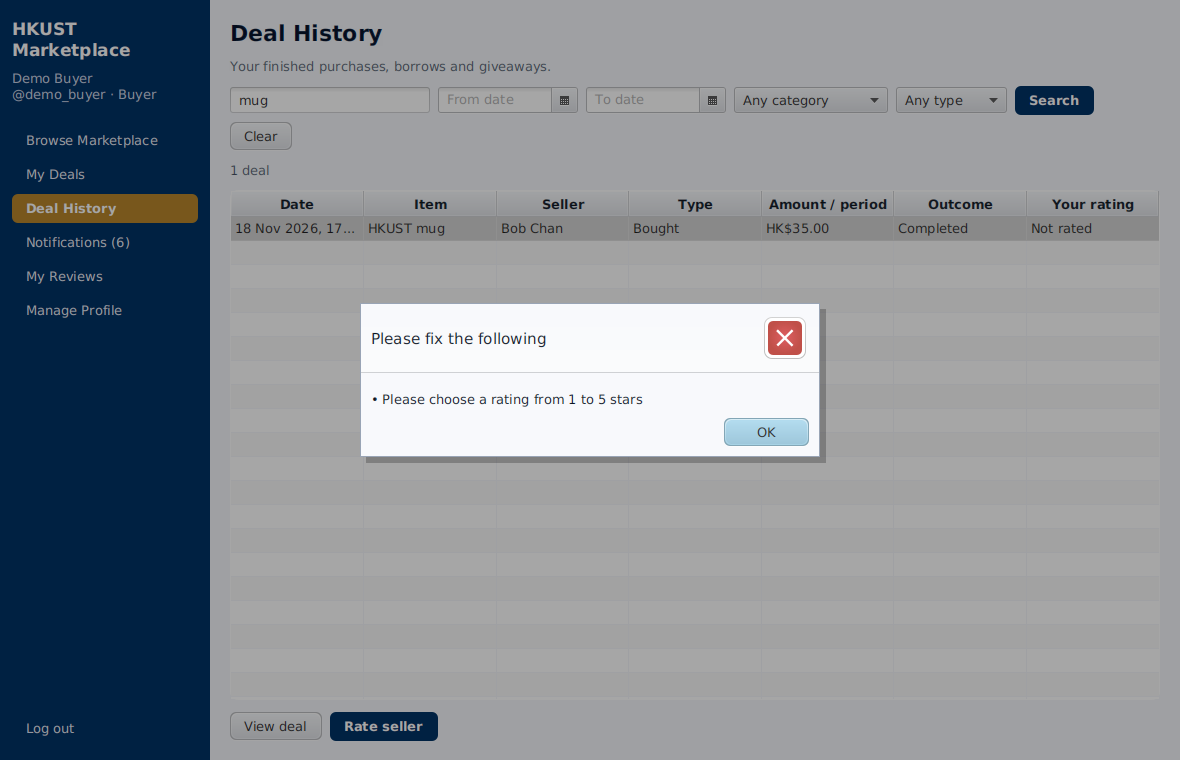 HKUST
Marketplace
Demo Buyer
@demo_buyer · Buyer
Browse Marketplace
My Deals
Deal History
Notifications (6)
My Reviews
Manage Profile
Log out
Deal History
Your finished purchases, borrows and giveaways.
mug From date To date Any category Any type Search
Clear
1 deal
Date Item Seller Type Amount / period Outcome Your rating
18 Nov 2026, 17... HKUST mug Bob Chan Bought HK$35.00 Completed Not rated
Please fix the following
• Please choose a rating from 1 to 5 stars
OK
View deal Rate seller